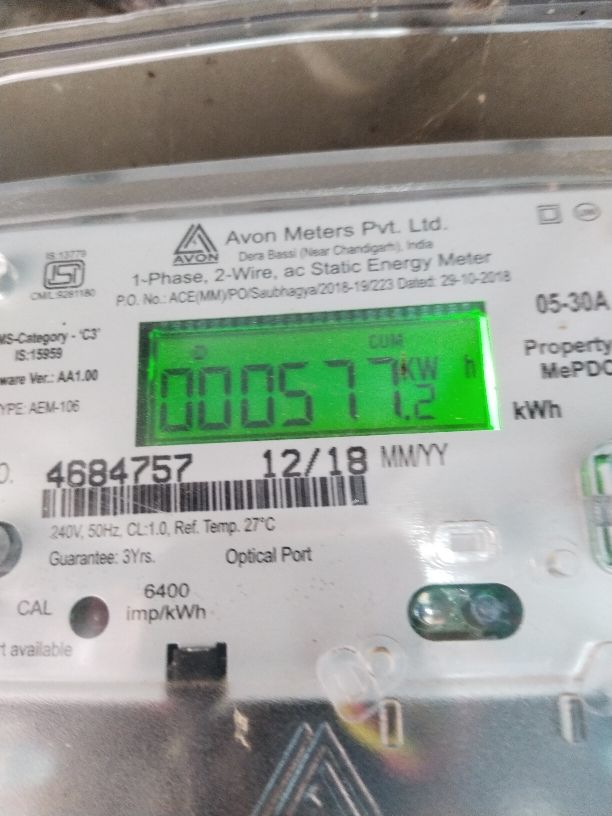 Avon Meters Pvt. Ltd.
AVON
Dera Bassi (Near Chandigarh), India
IS:13779
ISI
CM/L:9281180
1-Phase, 2-Wire, ac Static Energy Meter
P.O. No.: ACE(MM)/PO/Saubhagya/2018-19/223 Dated: 29-10-2018
05-30A
MS-Category - 'C3'
IS:15959
ware Ver.: AA1.00
YPE: AEM-106
CUM
000577.2 KW h
Property
MePDC
kWh
O. 4684757 12/18 MM/YY
240V, 50Hz, CL:1.0, Ref. Temp. 27°C
Guarantee: 3Yrs. Optical Port
CAL 6400
imp/kWh
rt available